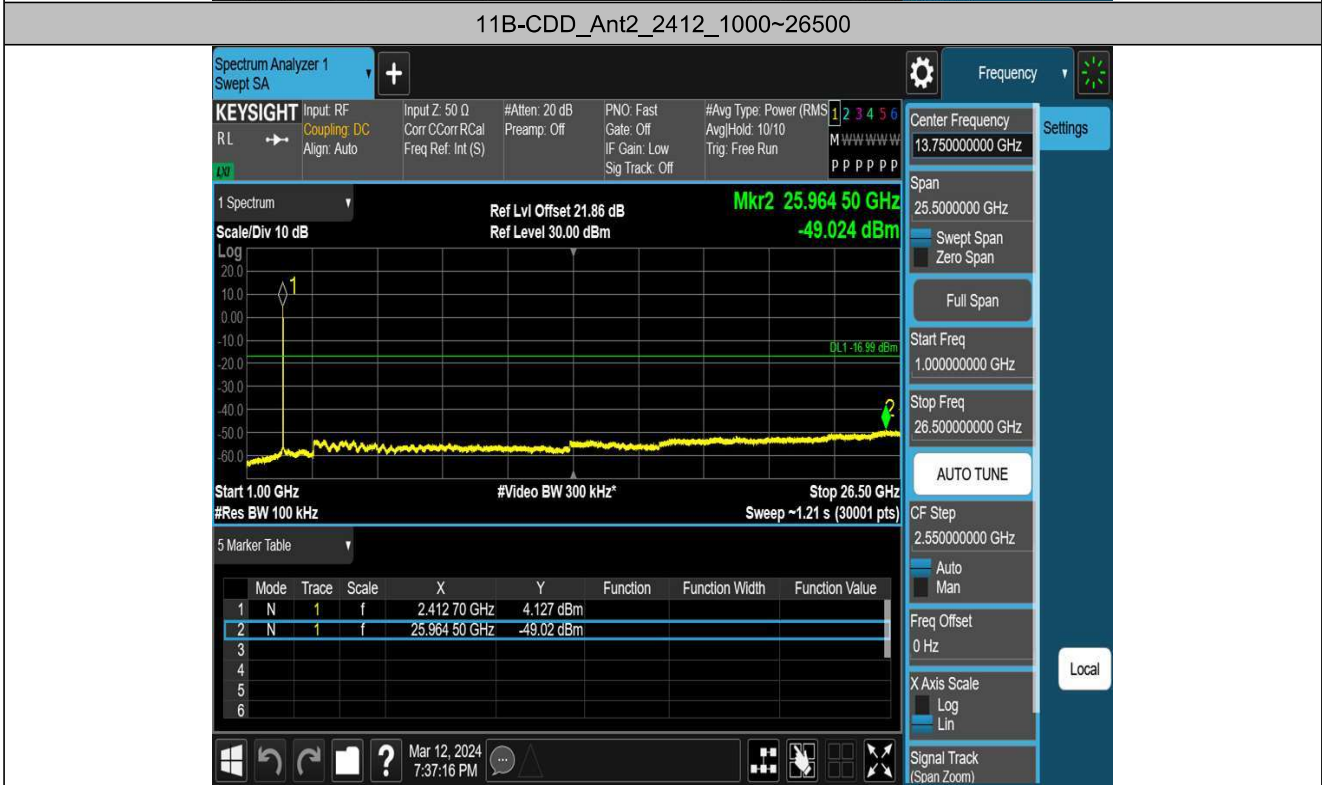 11B-CDD_Ant2_2412_1000~26500
Spectrum Analyzer 1
Swept SA
+
Frequency
KEYSIGHT
RL
LXI
Input: RF
Coupling: DC
Align: Auto
Input Z: 50 Ω
Corr CCorr RCal
Freq Ref: Int (S)
#Atten: 20 dB
Preamp: Off
PNO: Fast
Gate: Off
IF Gain: Low
Sig Track: Off
#Avg Type: Power (RMS
Avg|Hold: 10/10
Trig: Free Run
1 2 3 4 5 6
M W W W W W
P P P P P P
1 Spectrum
Scale/Div 10 dB
Ref Lvl Offset 21.86 dB
Ref Level 30.00 dBm
Mkr2 25.964 50 GHz
-49.024 dBm
Log
20.0
10.0
0.00
-10.0
-20.0
-30.0
-40.0
-50.0
-60.0
1
DL1 -16.99 dBm
2
Start 1.00 GHz
#Res BW 100 kHz
#Video BW 300 kHz*
Stop 26.50 GHz
Sweep ~1.21 s (30001 pts)
5 Marker Table
Mode Trace Scale X Y Function Function Width Function Value
1 N 1 f 2.412 70 GHz 4.127 dBm
2 N 1 f 25.964 50 GHz -49.02 dBm
3
4
5
6
?
Mar 12, 2024
7:37:16 PM
Center Frequency
13.750000000 GHz
Settings
Span
25.5000000 GHz
Swept Span
Zero Span
Full Span
Start Freq
1.000000000 GHz
Stop Freq
26.500000000 GHz
AUTO TUNE
CF Step
2.550000000 GHz
Auto
Man
Freq Offset
0 Hz
Local
X Axis Scale
Log
Lin
Signal Track
(Span Zoom)